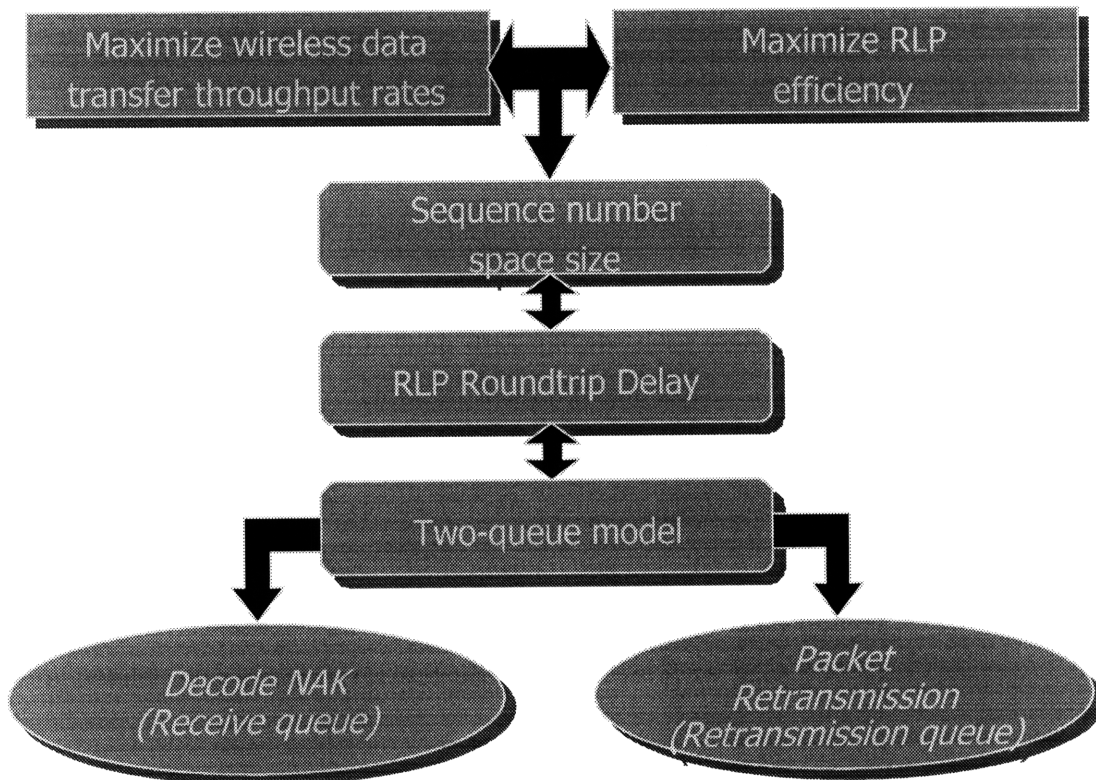 Maximize wireless data
transfer throughput rates
Maximize RLP
efficiency
Sequence number
space size
RLP Roundtrip Delay
Two-queue model
Decode NAK
(Receive queue)
Packet
Retransmission
(Retransmission queue)